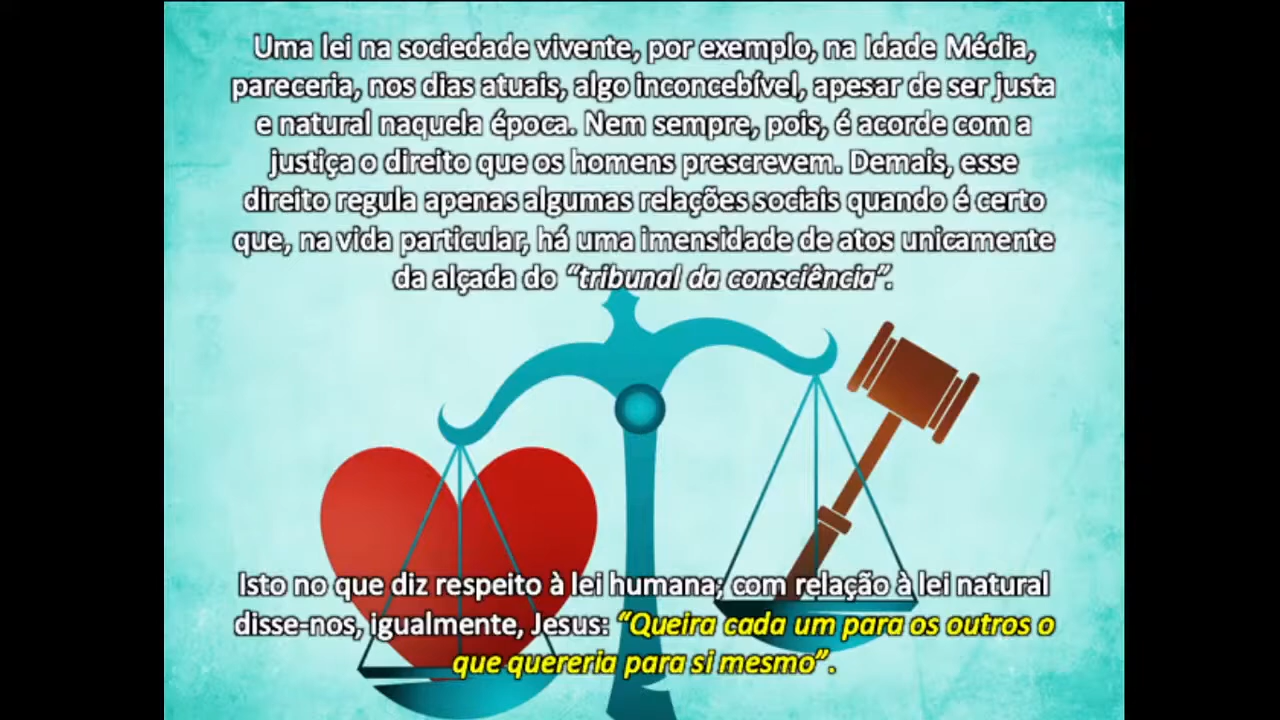 Uma lei na sociedade vivente, por exemplo, na Idade Média,
pareceria, nos dias atuais, algo inconcebível, apesar de ser justa
e natural naquela época. Nem sempre, pois, é acorde com a
justiça o direito que os homens prescrevem. Demais, esse
direito regula apenas algumas relações sociais quando é certo
que, na vida particular, há uma imensidade de atos unicamente
da alçada do “tribunal da consciência”.
Isto no que diz respeito à lei humana; com relação à lei natural
disse-nos, igualmente, Jesus: “Queira cada um para os outros o
que quereria para si mesmo”.